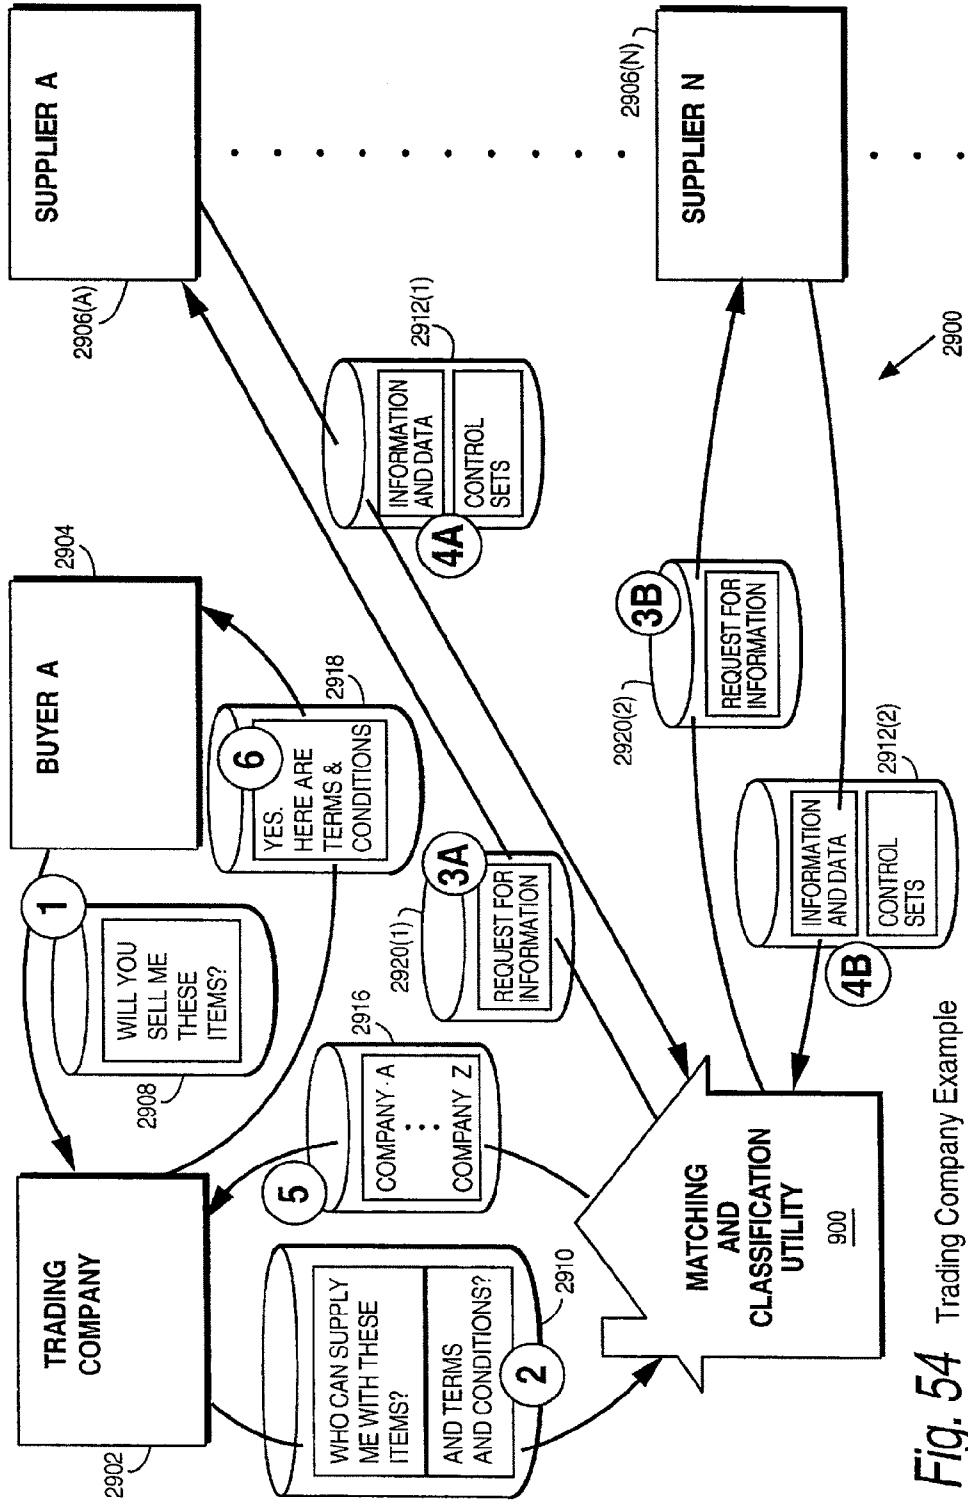 TRADING
COMPANY
2902
BUYER A
2904
SUPPLIER A
2906(A)
1
WILL YOU
SELL ME
THESE
ITEMS?
2908
6
YES.
HERE ARE
TERMS &
CONDITIONS
2918
WHO CAN SUPPLY
ME WITH THESE
ITEMS?
AND TERMS
AND CONDITIONS?
2
2910
5
COMPANY A
COMPANY Z
2916
3A
REQUEST FOR
INFORMATION
2920(1)
4A
INFORMATION
AND DATA
CONTROL
SETS
2912(1)
MATCHING
AND
CLASSIFICATION
UTILITY
900
3B
REQUEST FOR
INFORMATION
2920(2)
4B
INFORMATION
AND DATA
CONTROL
SETS
2912(2)
SUPPLIER N
2906(N)
2900
Fig. 54 Trading Company Example